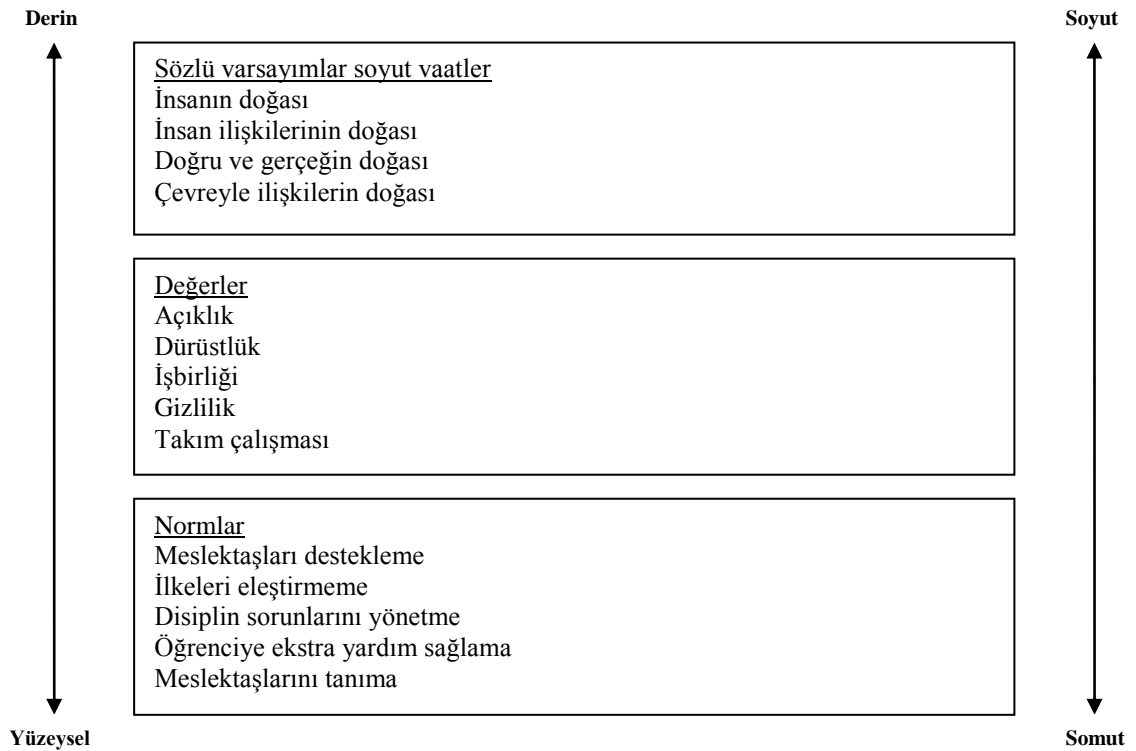 Derin
Soyut
Sözlü varsayımlar soyut vaatler
İnsanın doğası
İnsan ilişkilerinin doğası
Doğru ve gerçeğin doğası
Çevreyle ilişkilerin doğası
Değerler
Açıklık
Dürüstlük
İşbirliği
Gizlilik
Takım çalışması
Normlar
Meslektaşları destekleme
İlkeleri eleştirmeme
Disiplin sorunlarını yönetme
Öğrenciye ekstra yardım sağlama
Meslektaşlarını tanıma
Yüzeysel
Somut